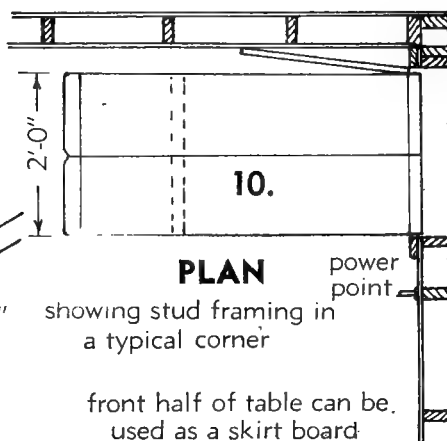 2'-0"
10.
PLAN
power
point
"
showing stud framing in
a typical corner
front half of table can be
used as a skirt board